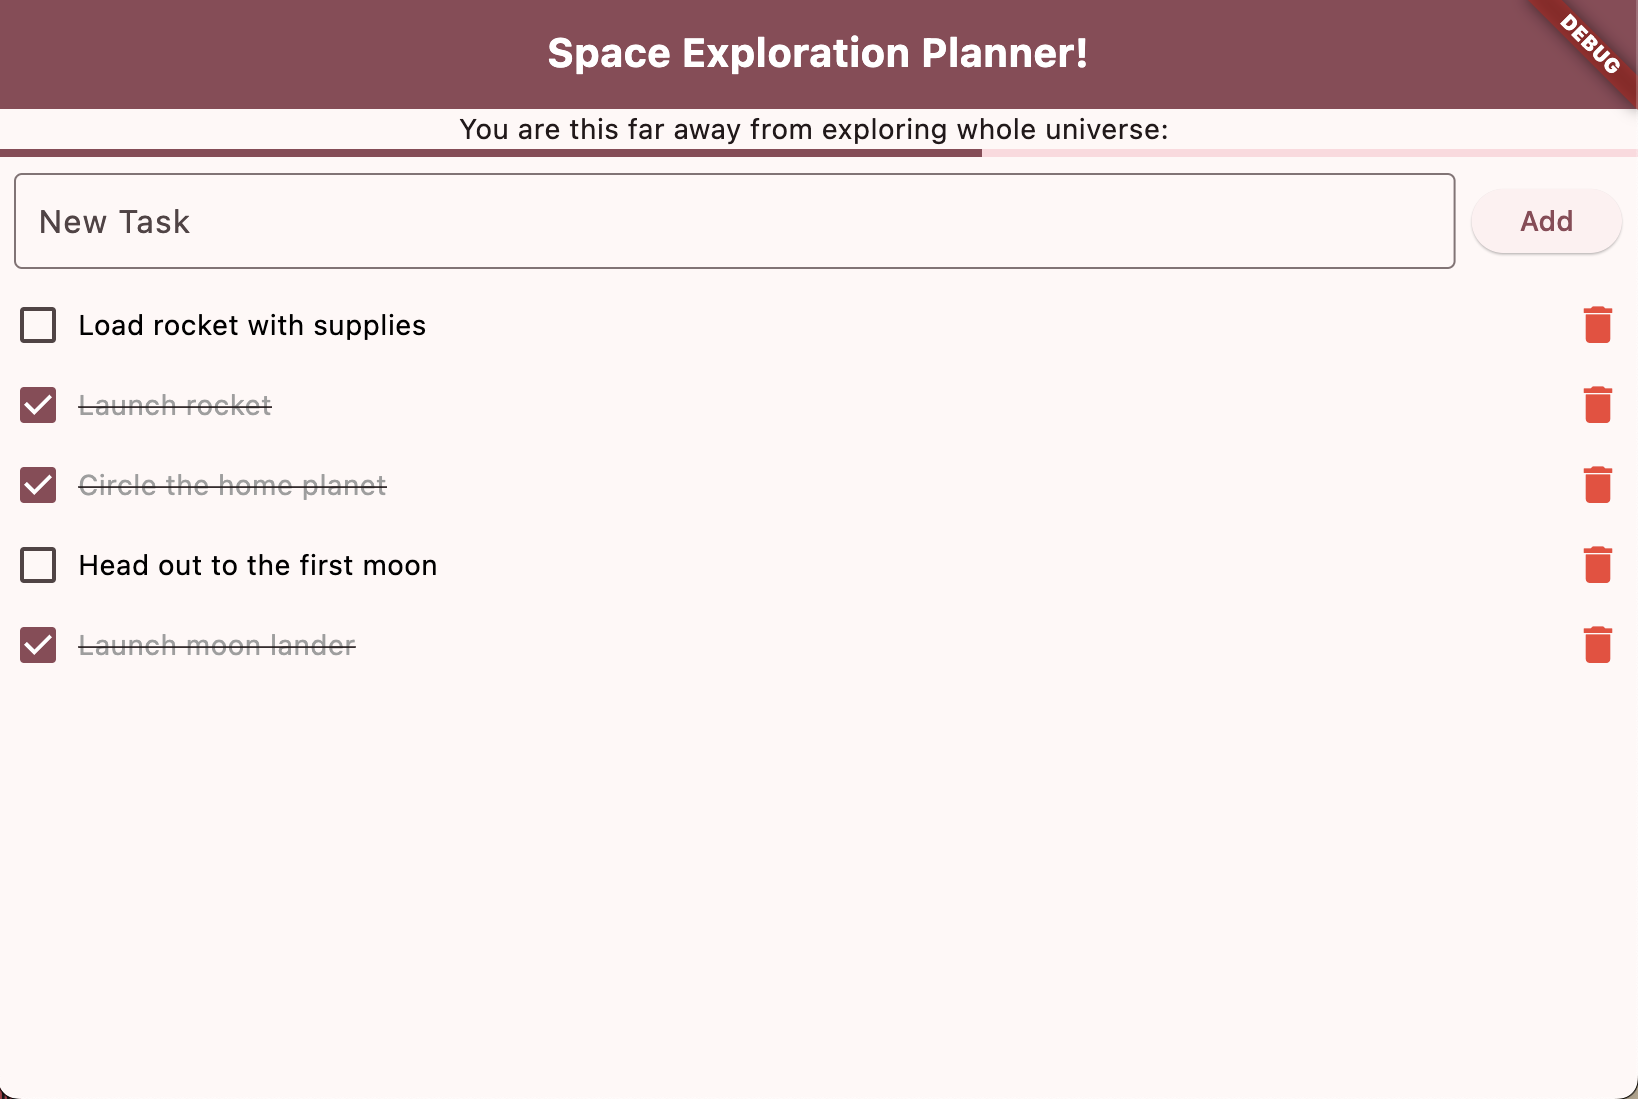 Space Exploration Planner!
DEBUG
You are this far away from exploring whole universe:
New Task
Add
Load rocket with supplies
Launch rocket
Circle the home planet
Head out to the first moon
Launch moon lander